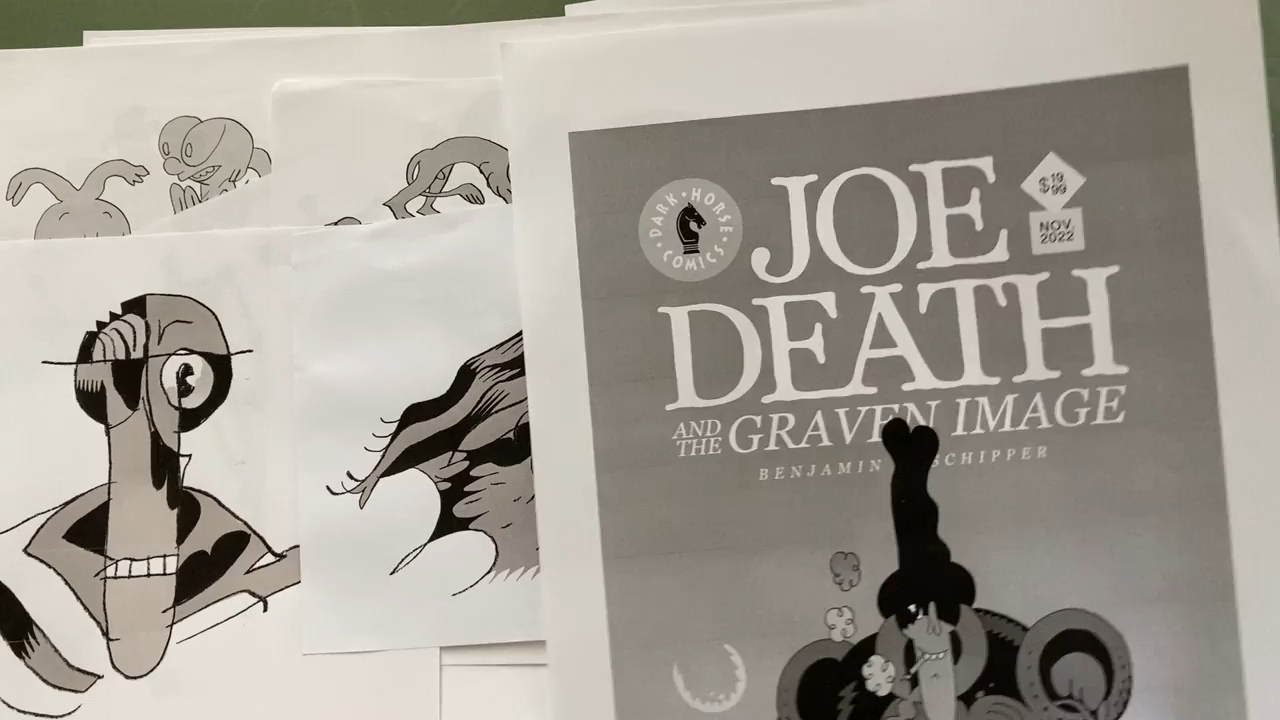 DARK • HORSE
• COMICS •
JOE
$19.99
NOV.
2022
DEATH
AND THE GRAVEN IMAGE
BENJAMIN SCHIPPER